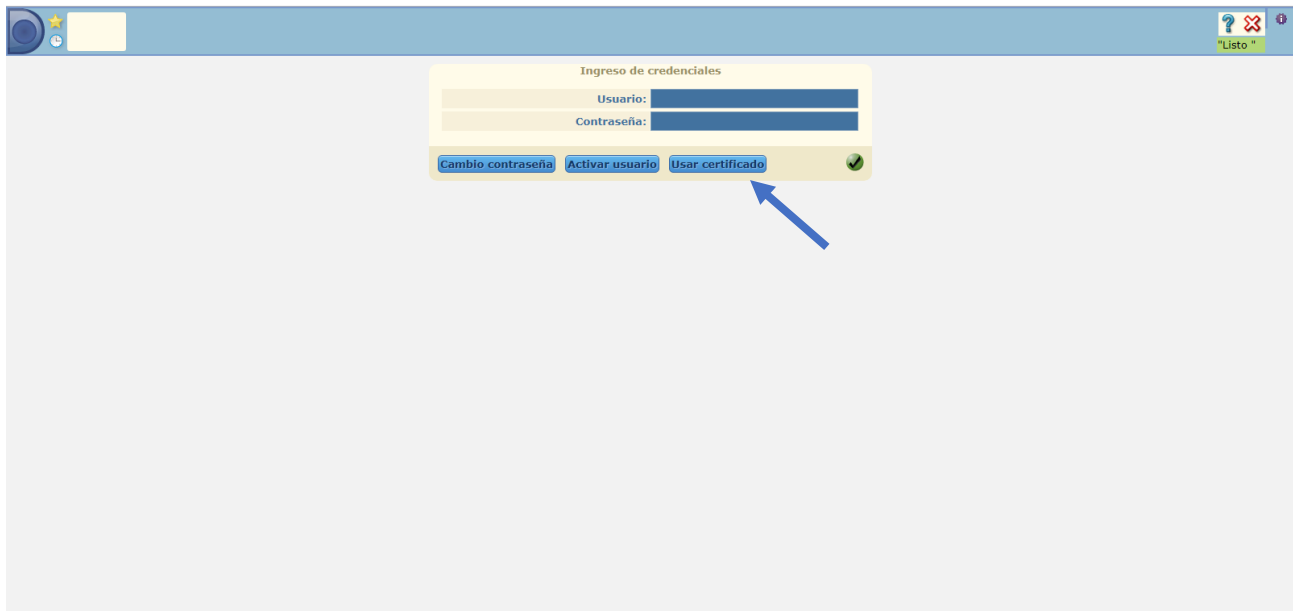 "Listo "
Ingreso de credenciales
Usuario:
Contraseña:
Cambio contraseña Activar usuario Usar certificado